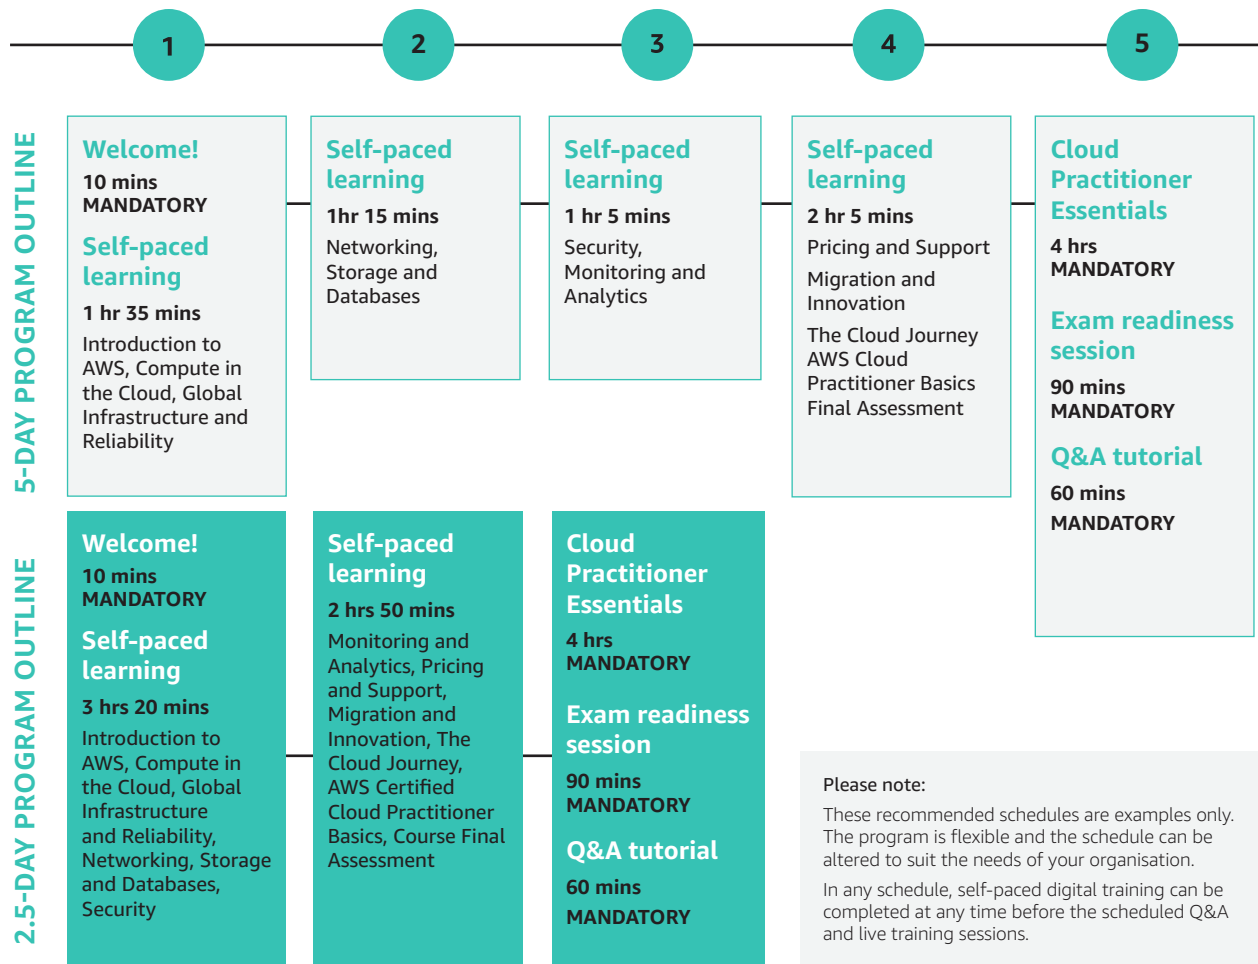 1
2
3
4
5
5-DAY PROGRAM OUTLINE
Welcome!
10 mins
MANDATORY
Self-paced
learning
1 hr 35 mins
Introduction to
AWS, Compute in
the Cloud, Global
Infrastructure and
Reliability
Self-paced
learning
1hr 15 mins
Networking,
Storage and
Databases
Self-paced
learning
1 hr 5 mins
Security,
Monitoring and
Analytics
Self-paced
learning
2 hr 5 mins
Pricing and Support
Migration and
Innovation
The Cloud Journey
AWS Cloud
Practitioner Basics
Final Assessment
Cloud
Practitioner
Essentials
4 hrs
MANDATORY
Exam readiness
session
90 mins
MANDATORY
Q&A tutorial
60 mins
MANDATORY
2.5-DAY PROGRAM OUTLINE
Welcome!
10 mins
MANDATORY
Self-paced
learning
3 hrs 20 mins
Introduction to
AWS, Compute in
the Cloud, Global
Infrastructure
and Reliability,
Networking, Storage
and Databases,
Security
Self-paced
learning
2 hrs 50 mins
Monitoring and
Analytics, Pricing
and Support,
Migration and
Innovation, The
Cloud Journey,
AWS Certified
Cloud Practitioner
Basics, Course Final
Assessment
Cloud
Practitioner
Essentials
4 hrs
MANDATORY
Exam readiness
session
90 mins
MANDATORY
Q&A tutorial
60 mins
MANDATORY
Please note:
These recommended schedules are examples only.
The program is flexible and the schedule can be
altered to suit the needs of your organisation.
In any schedule, self-paced digital training can be
completed at any time before the scheduled Q&A
and live training sessions.